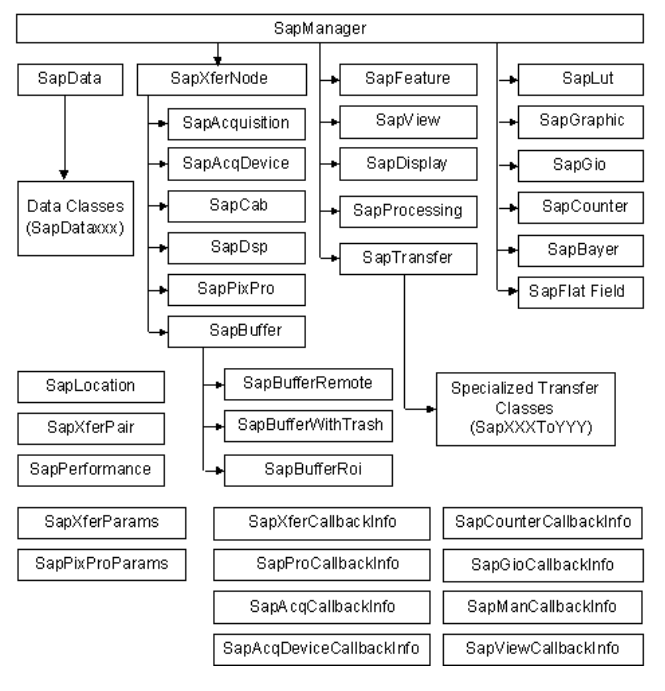 SapManager
SapData
SapXferNode
SapFeature
SapLut
SapAcquisition
SapView
SapGraphic
SapAcqDevice
SapDisplay
SapGio
Data Classes
(SapDataxxx)
SapCab
SapProcessing
SapCounter
SapDsp
SapTransfer
SapBayer
SapPixPro
SapFlat Field
SapBuffer
SapLocation
SapBufferRemote
Specialized Transfer
Classes
(SapXXXToYYY)
SapXferPair
SapBufferWithTrash
SapPerformance
SapBufferRoi
SapXferParams
SapXferCallbackInfo
SapCounterCallbackInfo
SapPixProParams
SapProCallbackInfo
SapGioCallbackInfo
SapAcqCallbackInfo
SapManCallbackInfo
SapAcqDeviceCallbackInfo
SapViewCallbackInfo